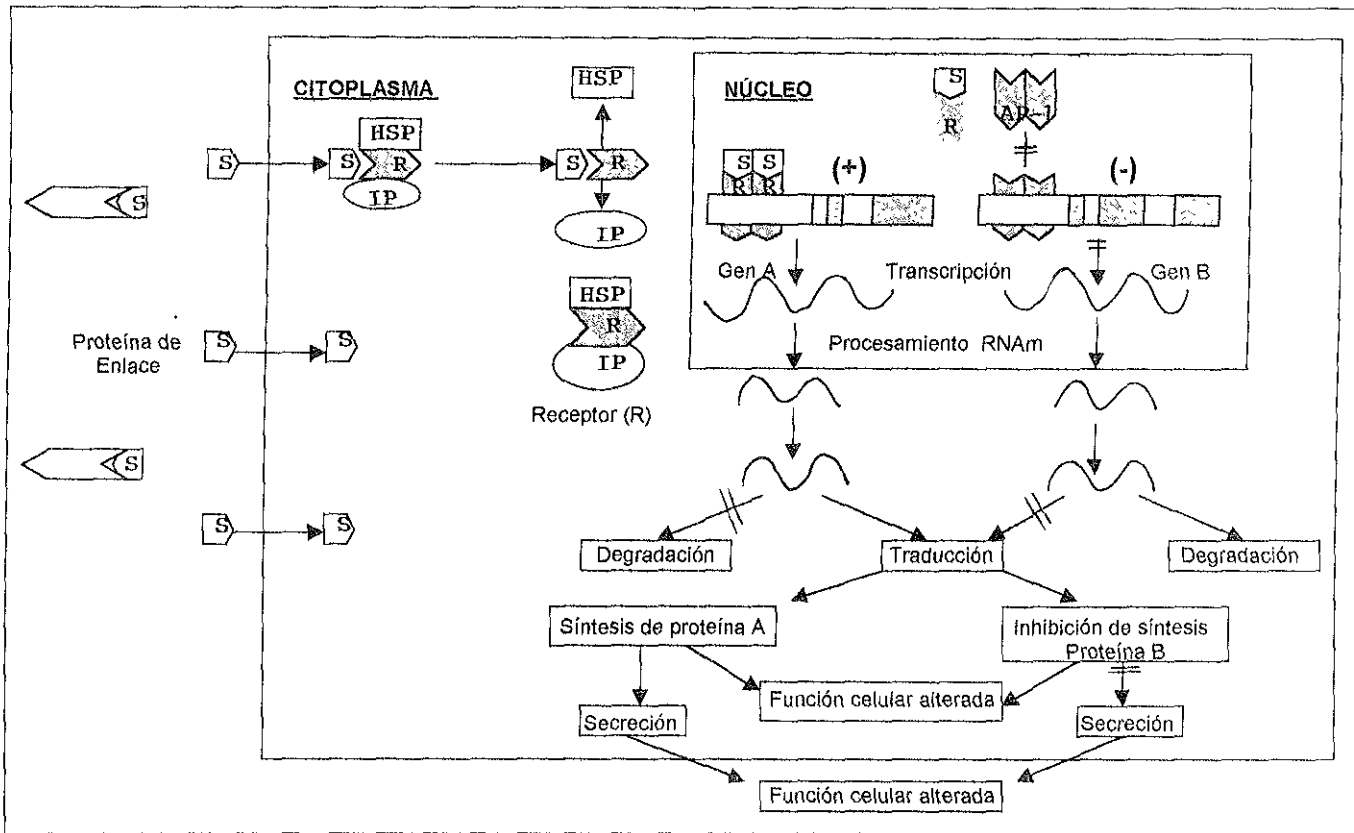 CITOPLASMA
HSP
NÚCLEO
S
R
AP-1
HSP
S
S R
IP
S R
IP
S S
R R
(+)
(-)
S
Gen A
Transcripción
Gen B
HSP
R
IP
Proteína de
Enlace
S
S
Procesamiento RNAm
Receptor (R)
S
S
S
Degradación
Traducción
Degradación
Síntesis de proteína A
Inhibición de síntesis
Proteína B
Función celular alterada
Secreción
Secreción
Función celular alterada